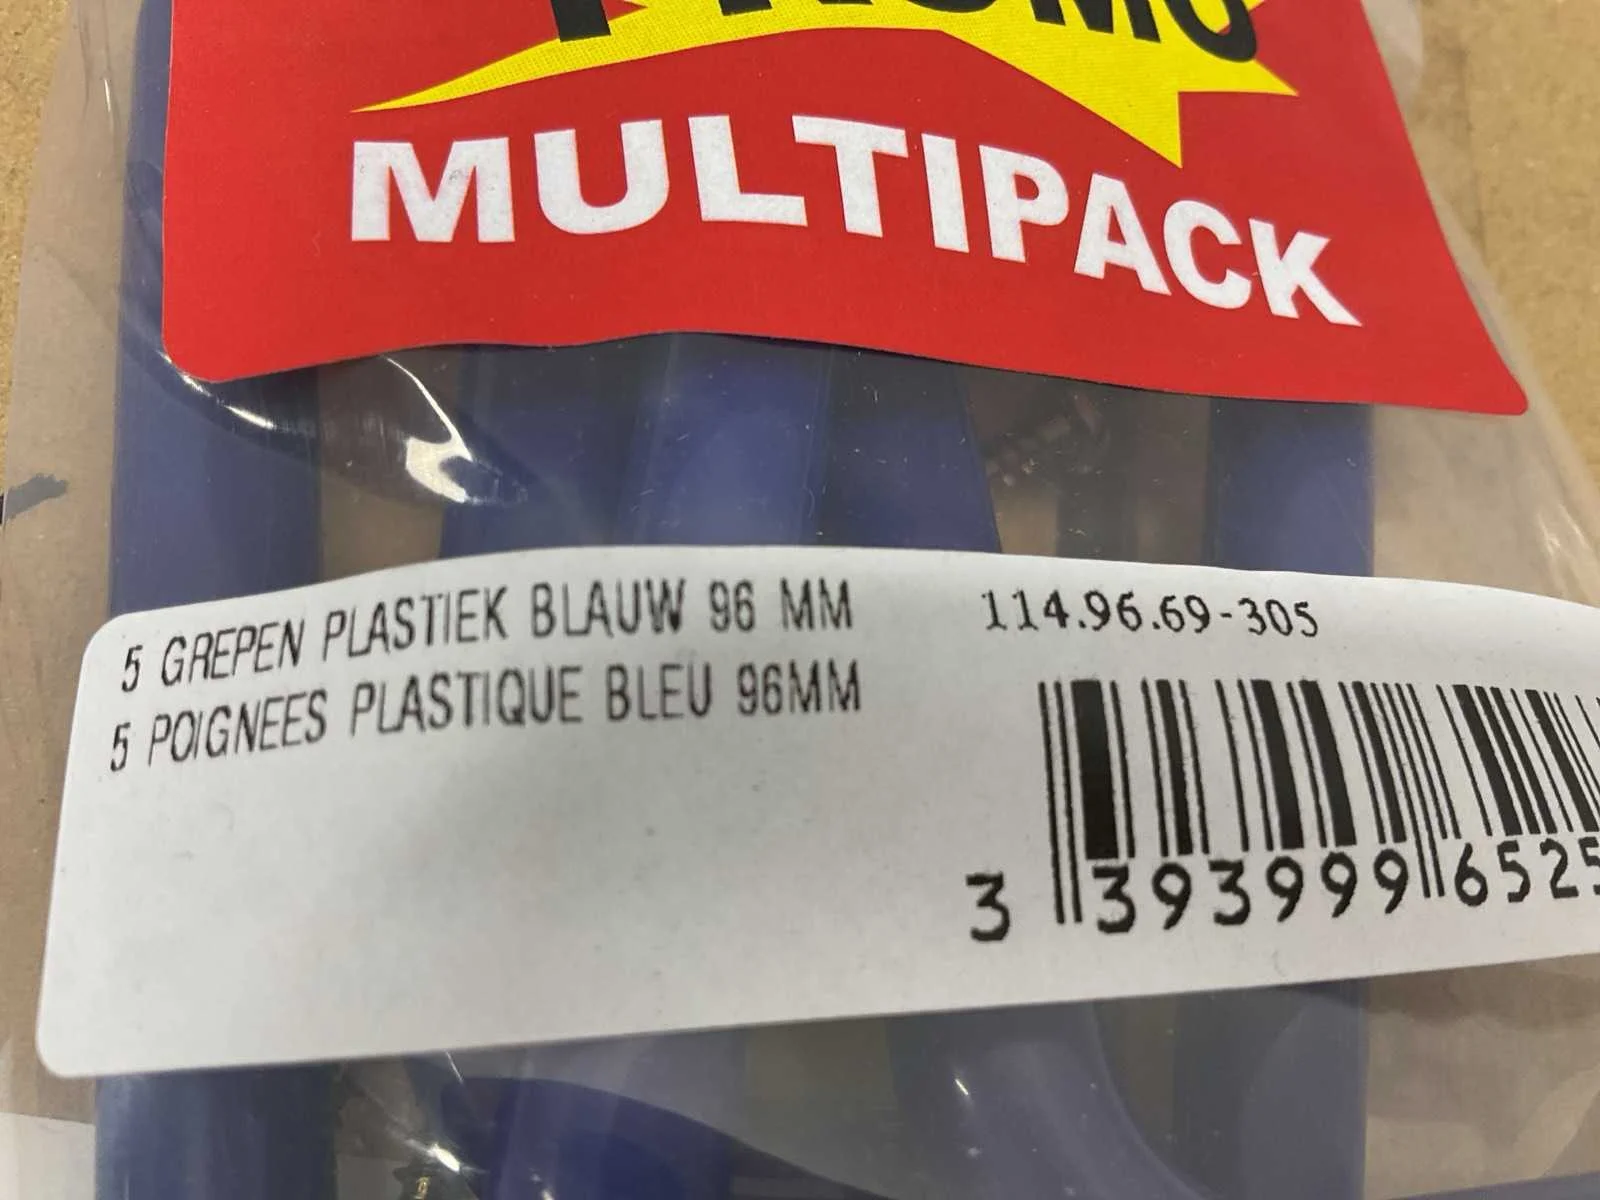 PROMO
MULTIPACK
5 GREPEN PLASTIEK BLAUW 96 MM
5 POIGNEES PLASTIQUE BLEU 96MM
114.96.69-305
3 393999 6525